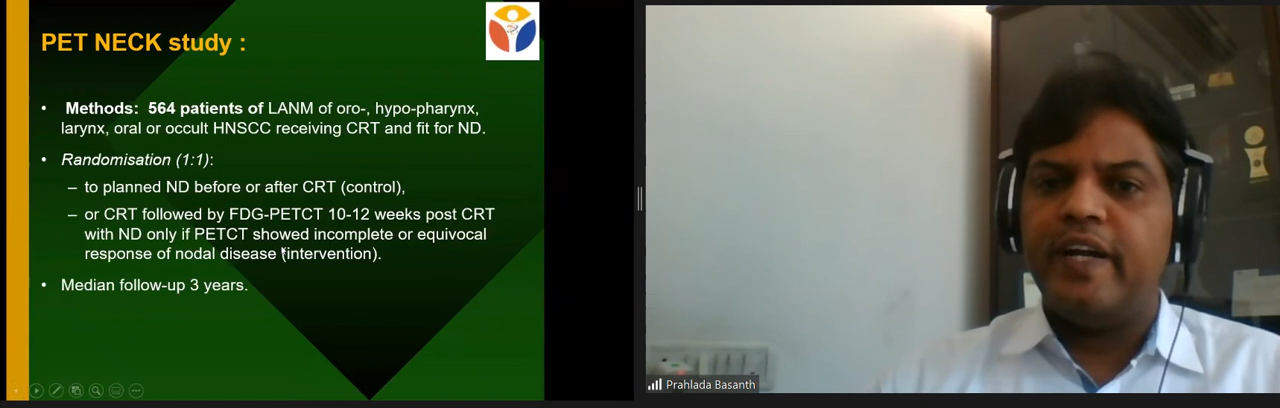 PET NECK study :
• Methods: 564 patients of LANM of oro-, hypo-pharynx,
larynx, oral or occult HNSCC receiving CRT and fit for ND.
• Randomisation (1:1):
– to planned ND before or after CRT (control),
– or CRT followed by FDG-PETCT 10-12 weeks post CRT
with ND only if PETCT showed incomplete or equivocal
response of nodal disease (intervention).
• Median follow-up 3 years.
Prahlada Basanth